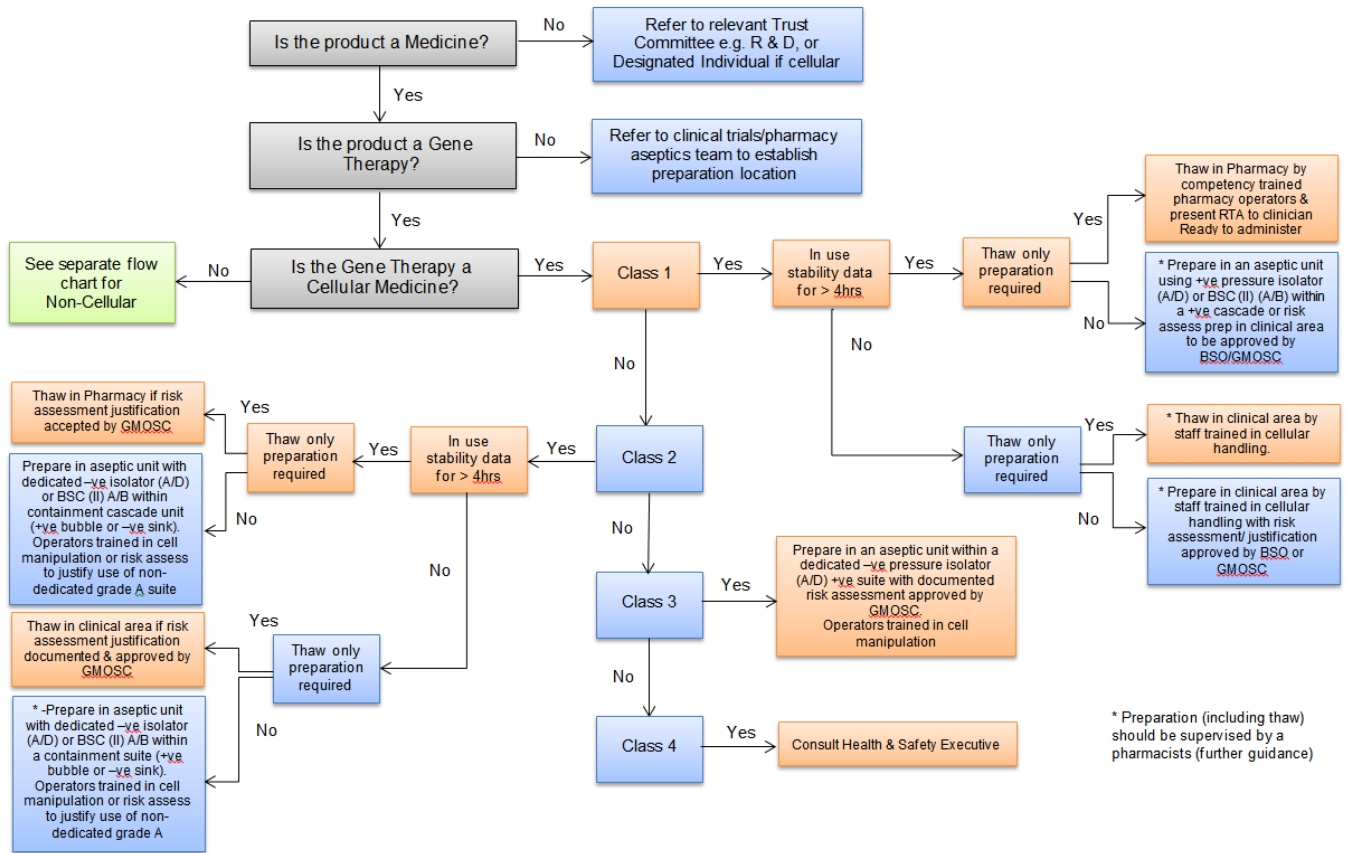 Is the product a Medicine?
No
Refer to relevant Trust
Committee e.g. R & D, or
Designated Individual if cellular
Yes
Is the product a Gene
Therapy?
No
Refer to clinical trials/pharmacy
aseptics team to establish
preparation location
Yes
See separate flow
chart for
Non-Cellular
No
Is the Gene Therapy a
Cellular Medicine?
Yes
Class 1
Yes
In use
stability data
for > 4hrs
Yes
Thaw only
preparation
required
Yes
Thaw in Pharmacy by
competency trained
pharmacy operators &
present RTA to clinician
Ready to administer
No
* Prepare in an aseptic unit
using +ve pressure isolator
(A/D) or BSC (II) (A/B) within
a +ve cascade or risk
assess prep in clinical area
to be approved by
BSO/GMOSC
No
No
Thaw only
preparation
required
Yes
* Thaw in clinical area by
staff trained in cellular
handling.
No
* Prepare in clinical area by
staff trained in cellular
handling with risk
assessment/ justification
approved by BSO or
GMOSC
Class 2
Yes
In use
stability data
for > 4hrs
Yes
Thaw only
preparation
required
Yes
Thaw in Pharmacy if risk
assessment justification
accepted by GMOSC
No
Prepare in aseptic unit with
dedicated –ve isolator (A/D)
or BSC (II) A/B within
containment cascade unit
(+ve bubble or –ve sink).
Operators trained in cell
manipulation or risk assess
to justify use of non-
dedicated grade A suite
No
Thaw only
preparation
required
Yes
Thaw in clinical area if risk
assessment justification
documented & approved by
GMOSC
No
* -Prepare in aseptic unit
with dedicated –ve isolator
(A/D) or BSC (II) A/B within
a containment suite (+ve
bubble or –ve sink).
Operators trained in cell
manipulation or risk assess
to justify use of non-
dedicated grade A
No
Class 3
Yes
Prepare in an aseptic unit within a
dedicated –ve pressure isolator
(A/D) +ve suite with documented
risk assessment approved by
GMOSC.
Operators trained in cell
manipulation
No
Class 4
Yes
Consult Health & Safety Executive
* Preparation (including thaw)
should be supervised by a
pharmacists (further guidance)